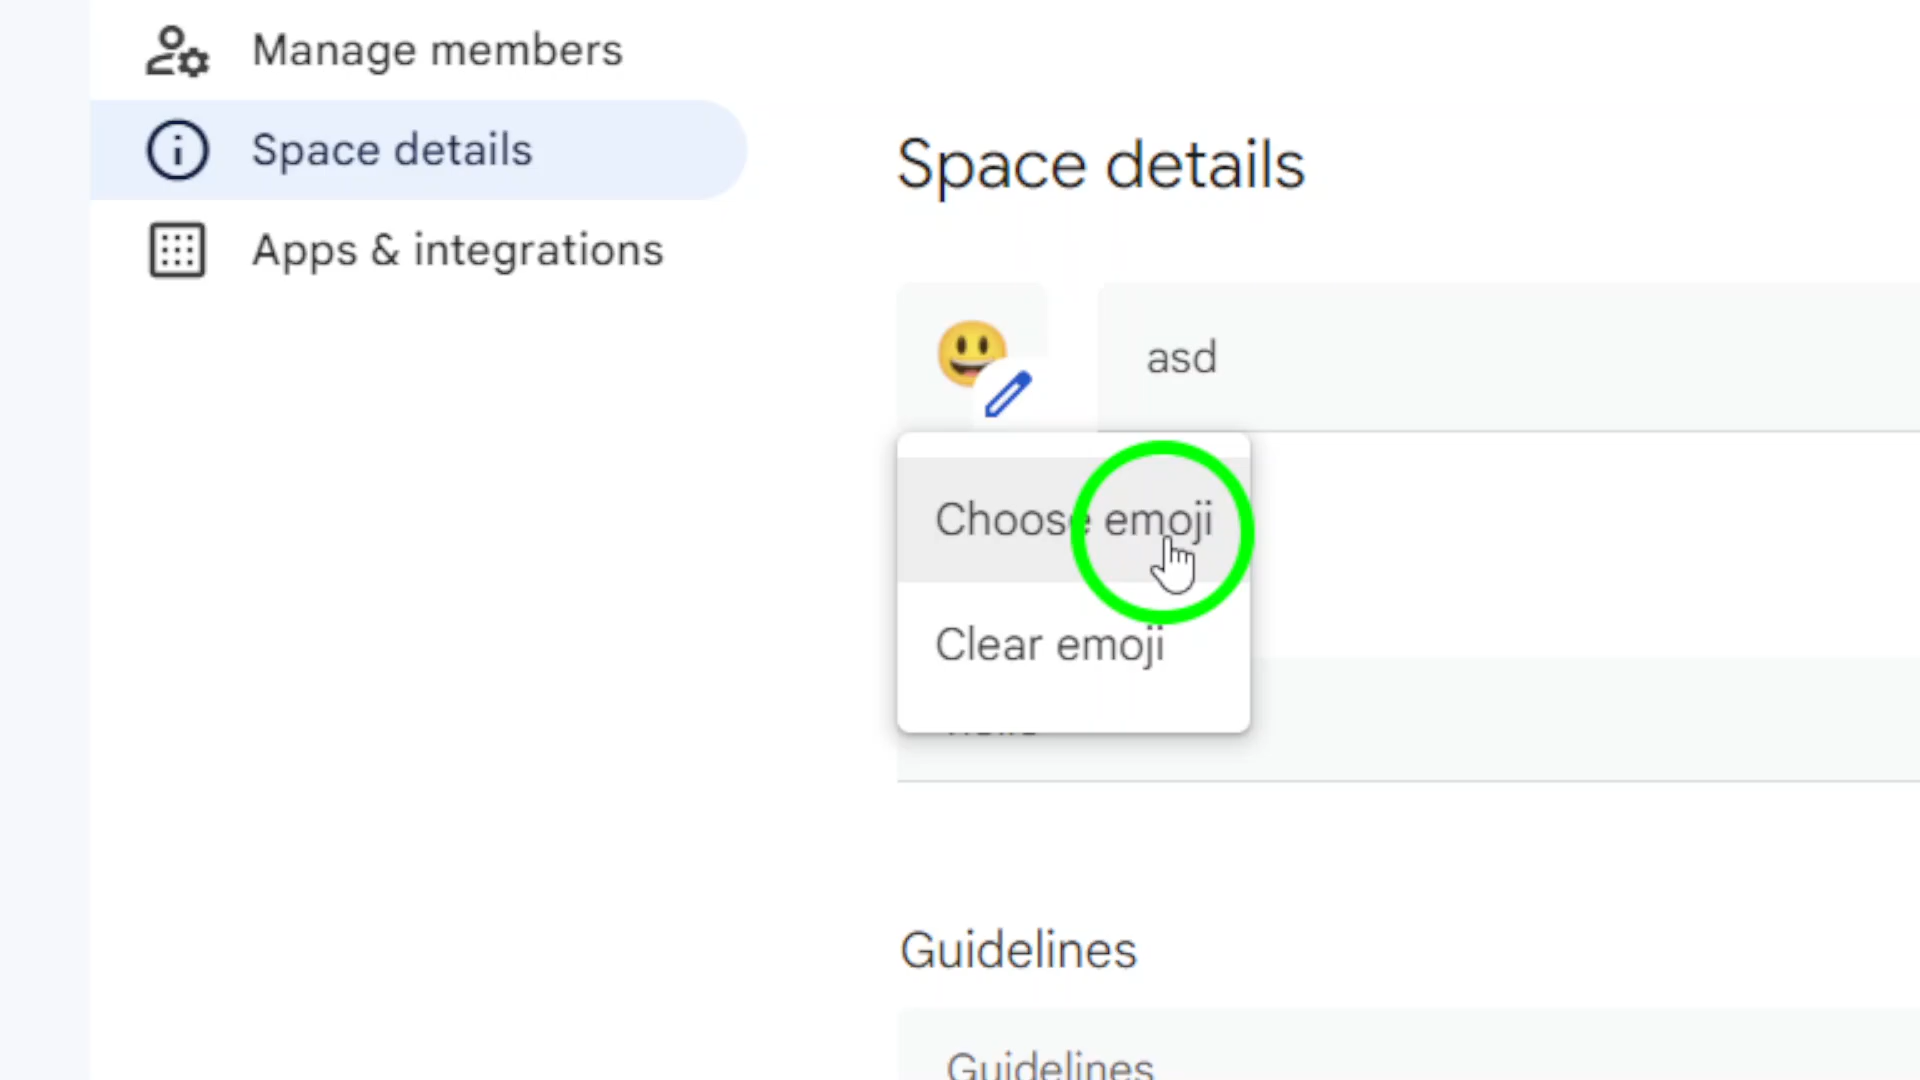 Manage members
Space details
Apps & integrations
Space details
asd
Choose emoji
Clear emoji
Guidelines
Guidelines